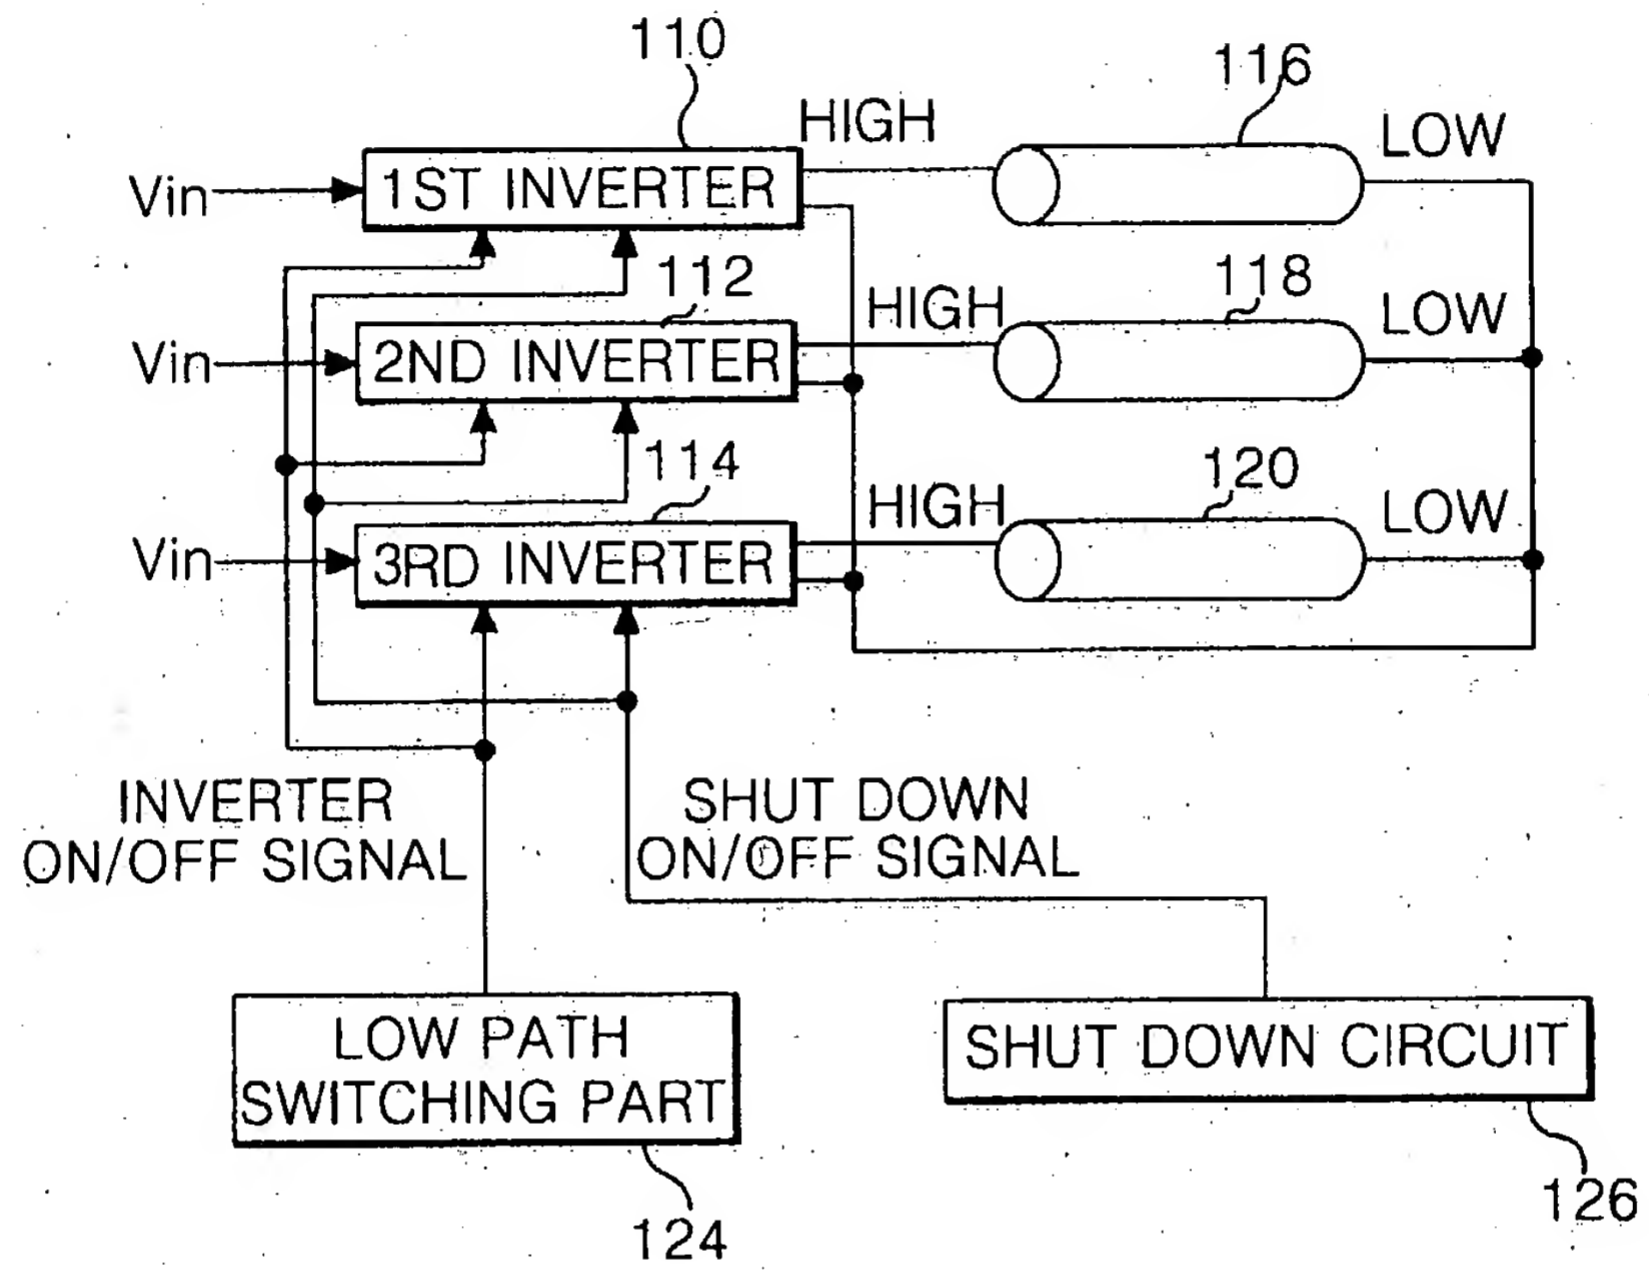 110
116
HIGH
LOW
Vin
1ST INVERTER
112
118
HIGH
LOW
Vin
2ND INVERTER
114
120
HIGH
LOW
Vin
3RD INVERTER
INVERTER
ON/OFF SIGNAL
SHUT DOWN
ON/OFF SIGNAL
LOW PATH
SWITCHING PART
SHUT DOWN CIRCUIT
124
126